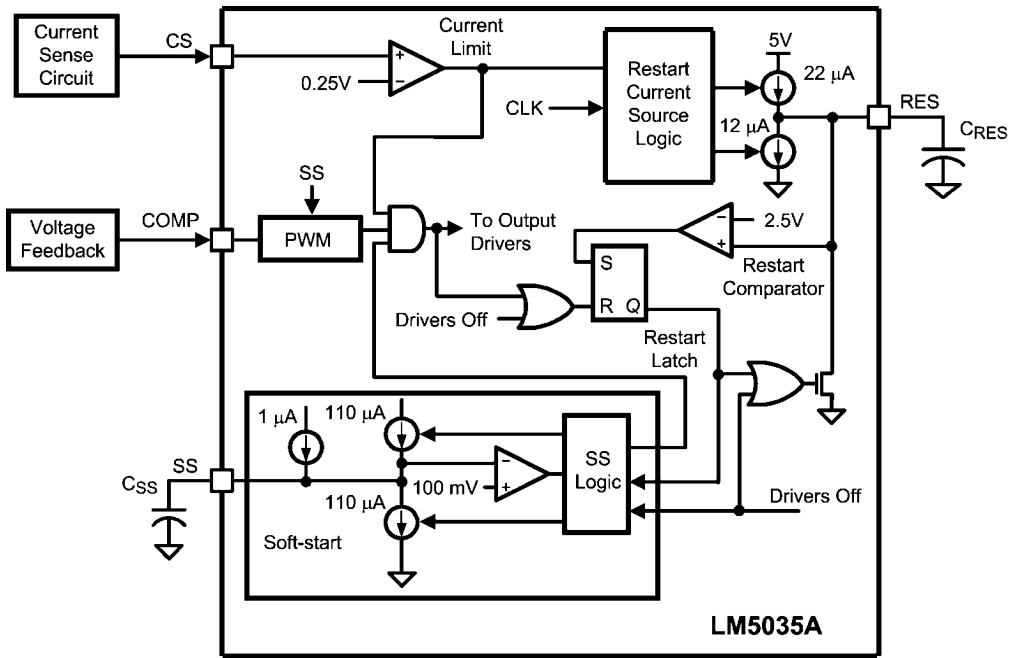 Current
Sense
Circuit
CS
Current
Limit
0.25V
CLK
Restart
Current
Source
Logic
5V
22 μA
12 μA
RES
CRES
SS
Voltage
Feedback
COMP
PWM
To Output
Drivers
2.5V
Restart
Comparator
S
R Q
Drivers Off
Restart
Latch
1 μA
110 μA
SS
CSS
100 mV
110 μA
SS
Logic
Drivers Off
Soft-start
LM5035A